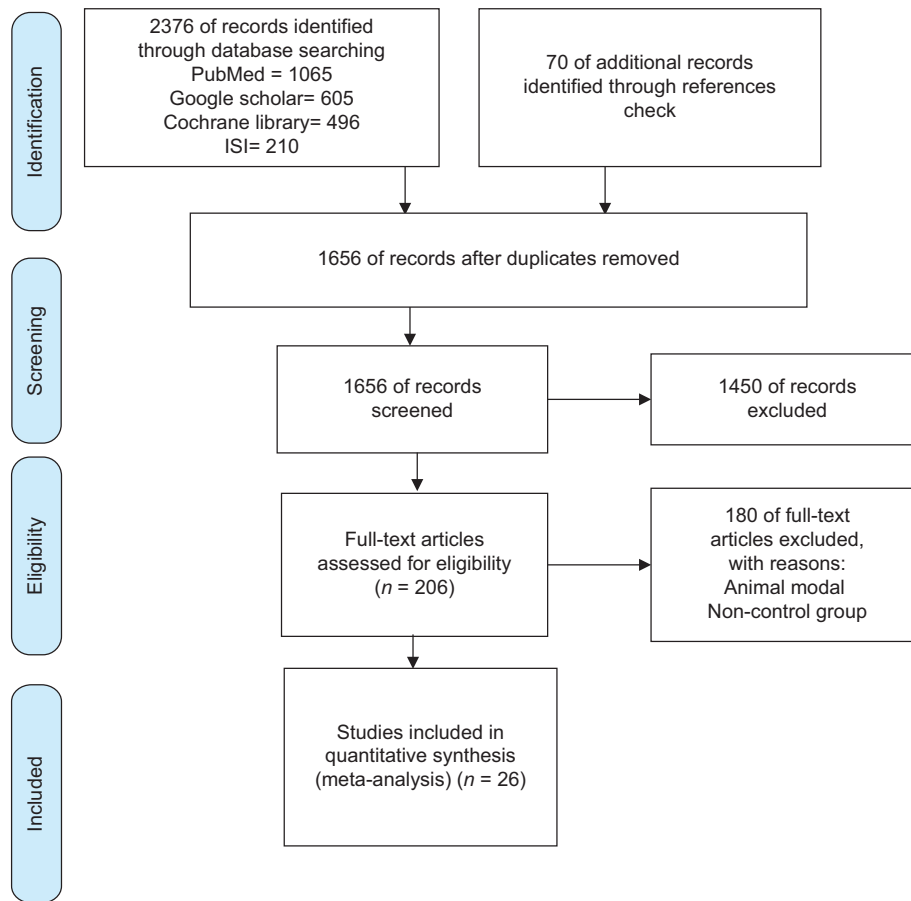 Identification
2376 of records identified
through database searching
PubMed = 1065
Google scholar= 605
Cochrane library= 496
ISI= 210
70 of additional records
identified through references
check
1656 of records after duplicates removed
Screening
1656 of records
screened
1450 of records
excluded
Eligibility
Full-text articles
assessed for eligibility
(n = 206)
180 of full-text
articles excluded,
with reasons:
Animal modal
Non-control group
Included
Studies included in
quantitative synthesis
(meta-analysis) (n = 26)